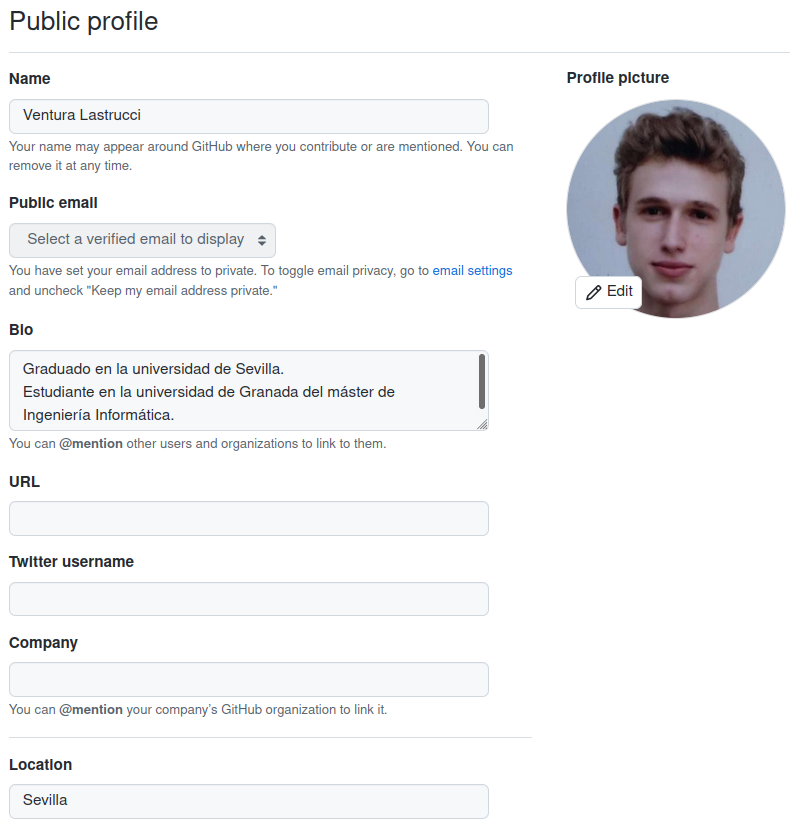 Public profile
Name
Profile picture
Ventura Lastrucci
Your name may appear around GitHub where you contribute or are mentioned. You can
remove it at any time.
Public email
Select a verified email to display
You have set your email address to private. To toggle email privacy, go to email settings
and uncheck "Keep my email address private."
Edit
Bio
Graduado en la universidad de Sevilla.
Estudiante en la universidad de Granada del máster de
Ingeniería Informática.
You can @mention other users and organizations to link to them.
URL
Twitter username
Company
You can @mention your company's GitHub organization to link it.
Location
Sevilla